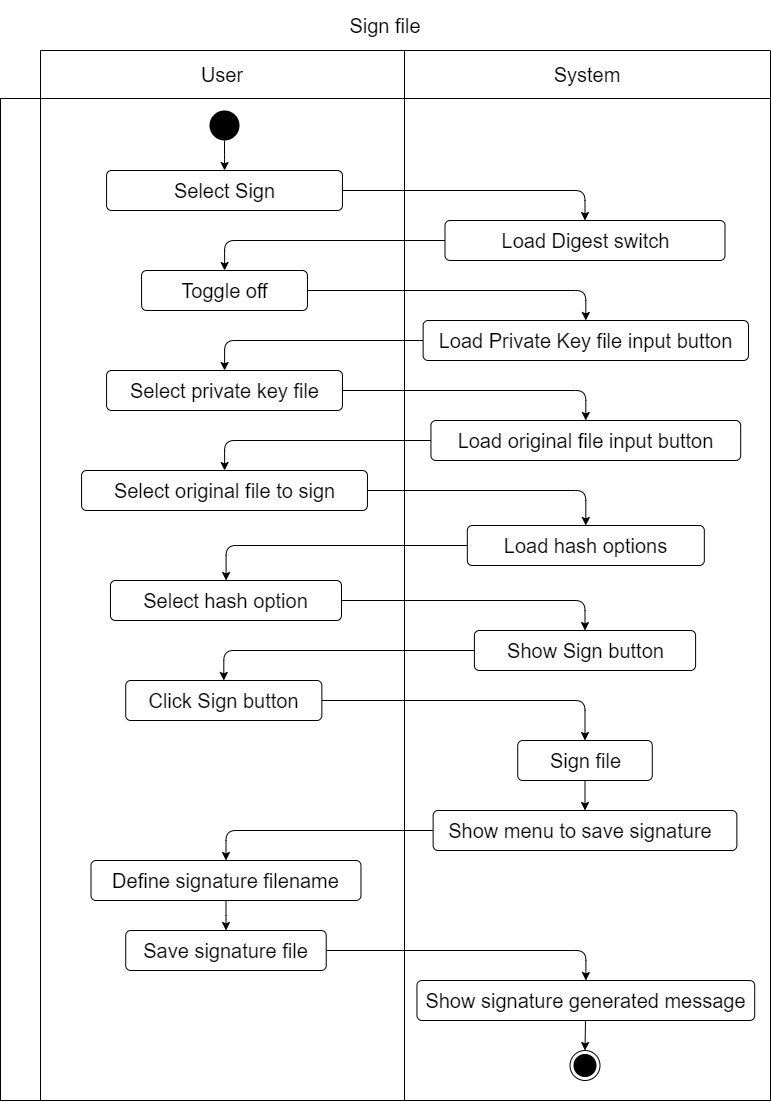 Sign file
User
System
Select Sign
Load Digest switch
Toggle off
Load Private Key file input button
Select private key file
Load original file input button
Select original file to sign
Load hash options
Select hash option
Show Sign button
Click Sign button
Sign file
Show menu to save signature
Define signature filename
Save signature file
Show signature generated message